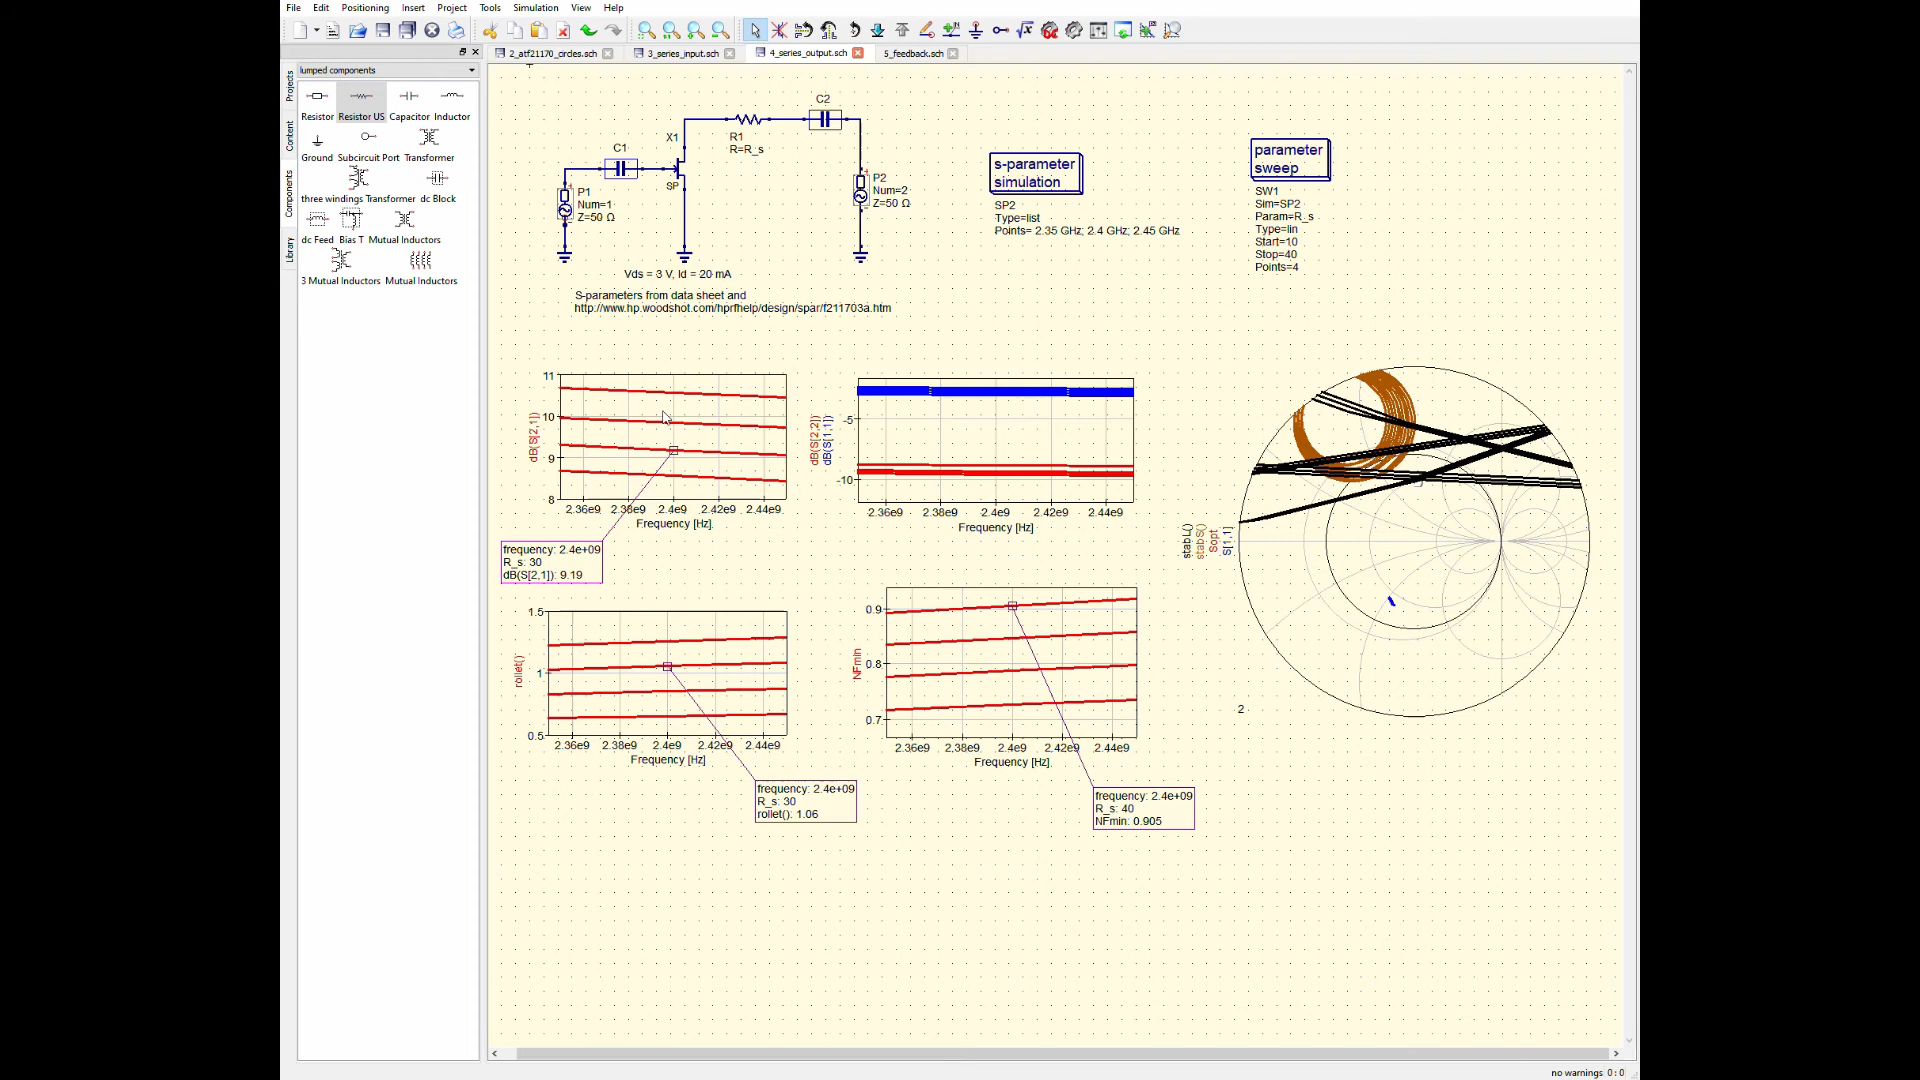 File Edit Positioning Insert Project Tools Simulation View Help
2_atf21170_circles.sch 3_series_input.sch 4_series_output.sch 5_feedback.sch
lumped components
Projects
Content
Components
Library
Resistor Resistor US Capacitor Inductor
Ground Subcircuit Port Transformer
three windings Transformer dc Block
dc Feed Bias T Mutual Inductors
3 Mutual Inductors Mutual Inductors
C2
X1
R1
R=R_s
C1
SP
P1
Num=1
Z=50 Ω
P2
Num=2
Z=50 Ω
Vds = 3 V, Id = 20 mA
S-parameters from data sheet and
http://www.hp.woodshot.com/hprfhelp/design/spar/f211703a.htm
s-parameter
simulation
SP2
Type=list
Points= 2.35 GHz; 2.4 GHz; 2.45 GHz
parameter
sweep
SW1
Sim=SP2
Param=R_s
Type=lin
Start=10
Stop=40
Points=4
11
10
9
8
dB(S[2,1])
2.36e9 2.38e9 2.4e9 2.42e9 2.44e9
Frequency [Hz]
frequency: 2.4e+09
R_s: 30
dB(S[2,1]): 9.19
-5
-10
dB(S[2,2])
dB(S[1,1])
2.36e9 2.38e9 2.4e9 2.42e9 2.44e9
Frequency [Hz]
stabL()
stabS()
Sopt
S[1,1]
2
1.5
1
0.5
rollet()
2.36e9 2.38e9 2.4e9 2.42e9 2.44e9
Frequency [Hz]
frequency: 2.4e+09
R_s: 30
rollet(): 1.06
0.9
0.8
0.7
NFmin
2.36e9 2.38e9 2.4e9 2.42e9 2.44e9
Frequency [Hz]
frequency: 2.4e+09
R_s: 40
NFmin: 0.905
no warnings 0 : 0